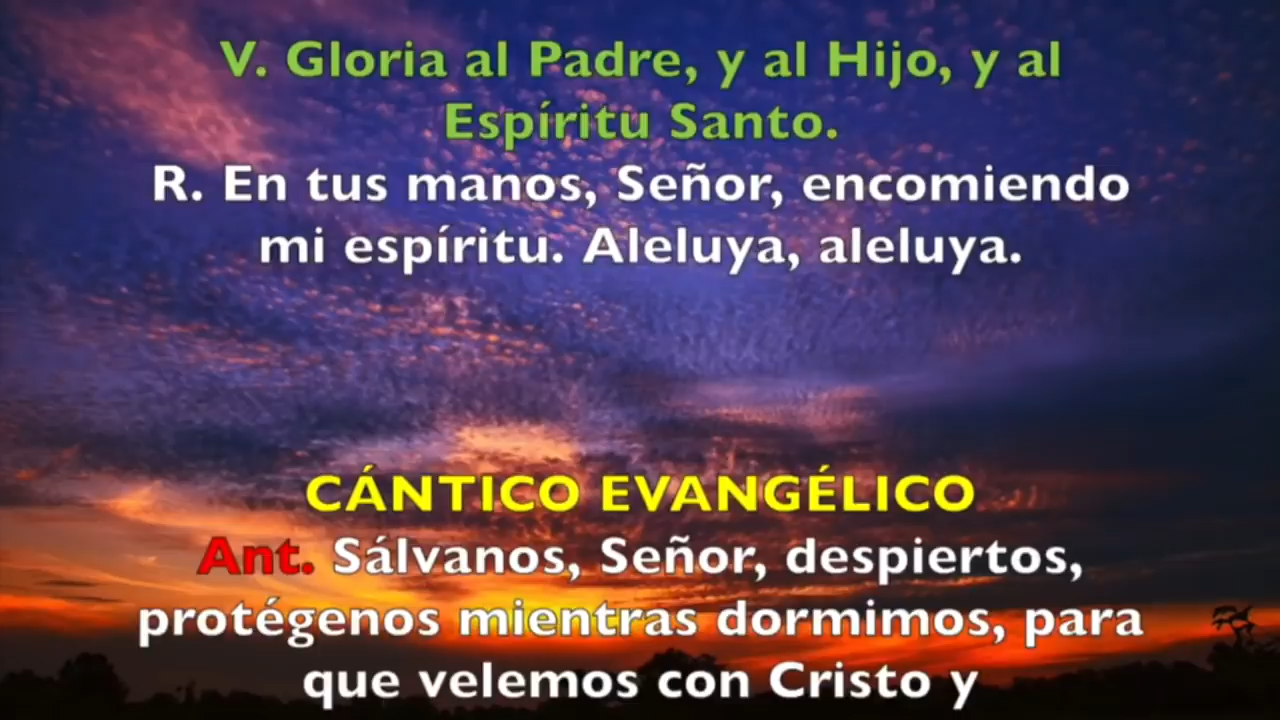 V. Gloria al Padre, y al Hijo, y al
Espíritu Santo.
R. En tus manos, Señor, encomiendo
mi espíritu. Aleluya, aleluya.
CÁNTICO EVANGÉLICO
Ant. Sálvanos, Señor, despiertos,
protégenos mientras dormimos, para
que velemos con Cristo y